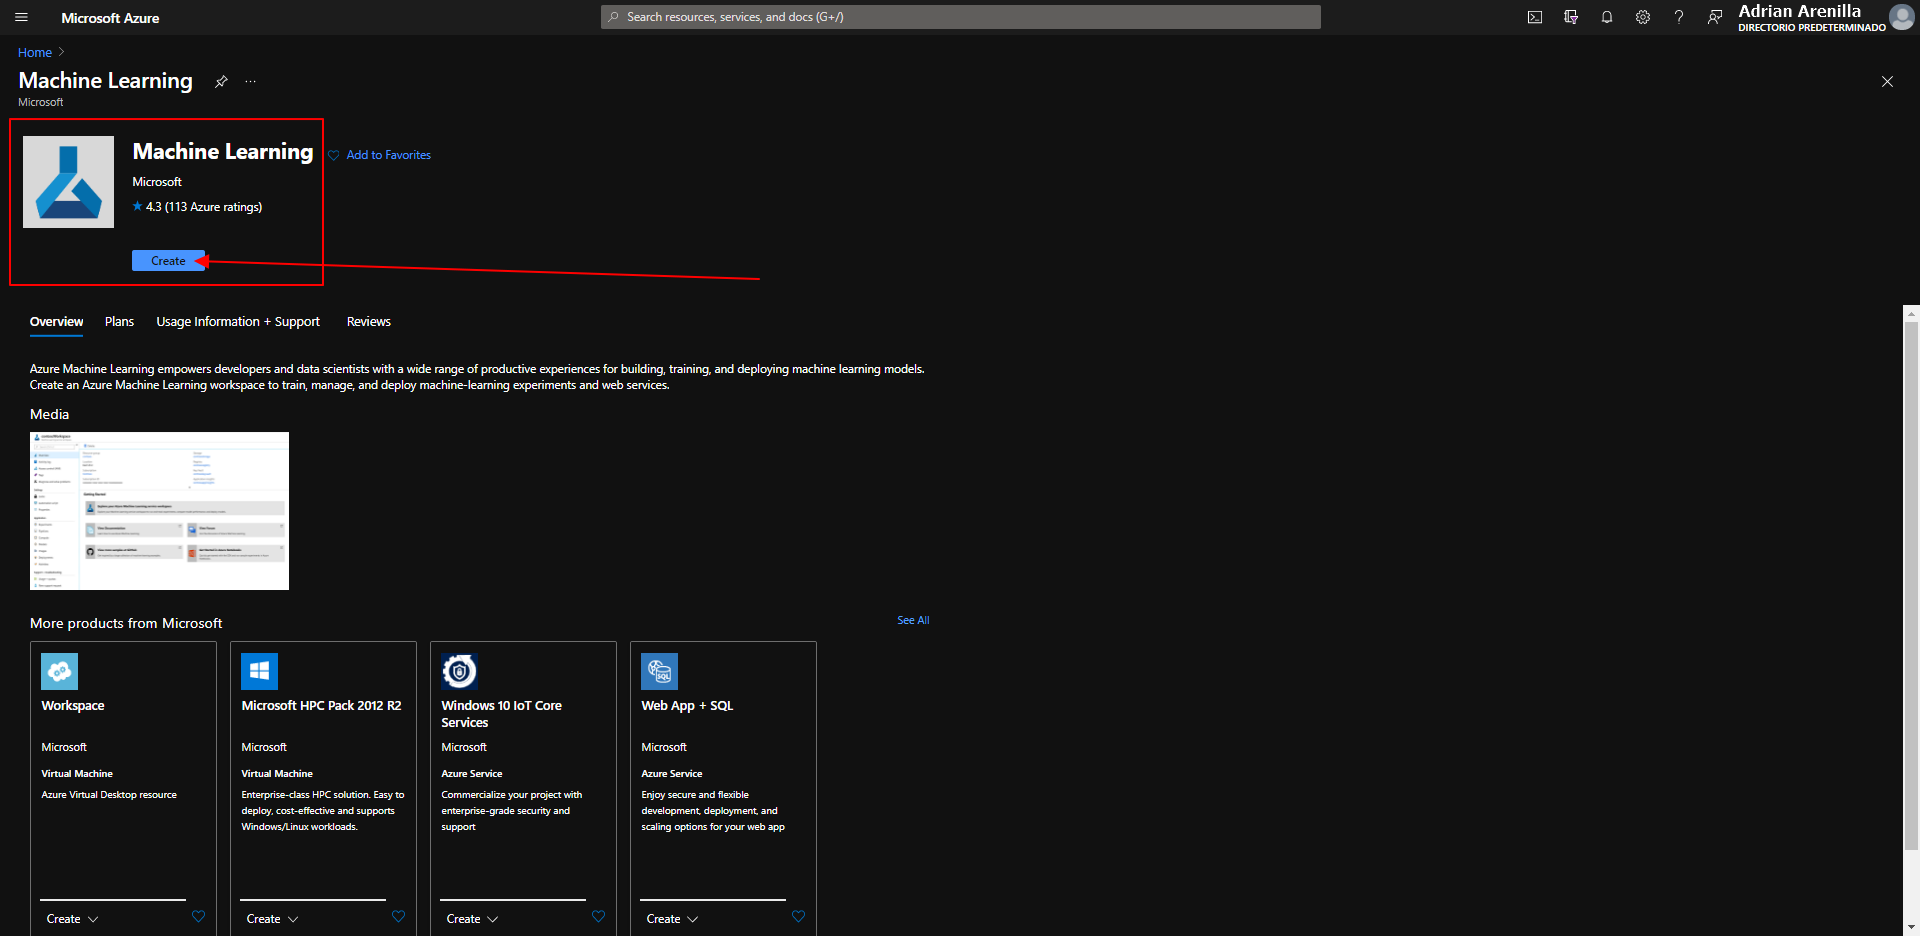 Microsoft Azure
Search resources, services, and docs (G+/)
Adrian Arenilla
DIRECTORIO PREDETERMINADO
Home
Machine Learning
Microsoft
Machine Learning
Add to Favorites
Microsoft
4.3 (113 Azure ratings)
Create
Overview Plans Usage Information + Support Reviews
Azure Machine Learning empowers developers and data scientists with a wide range of productive experiences for building, training, and deploying machine learning models.
Create an Azure Machine Learning workspace to train, manage, and deploy machine-learning experiments and web services.
Media
Getting Started
More products from Microsoft
See All
Workspace
Microsoft
Virtual Machine
Azure Virtual Desktop resource
Create
Microsoft HPC Pack 2012 R2
Microsoft
Virtual Machine
Enterprise-class HPC solution. Easy to
deploy, cost-effective and supports
Windows/Linux workloads.
Create
Windows 10 IoT Core
Services
Microsoft
Azure Service
Commercialize your project with
enterprise-grade security and
support
Create
SQL
Web App + SQL
Microsoft
Azure Service
Enjoy secure and flexible
development, deployment, and
scaling options for your web app
Create